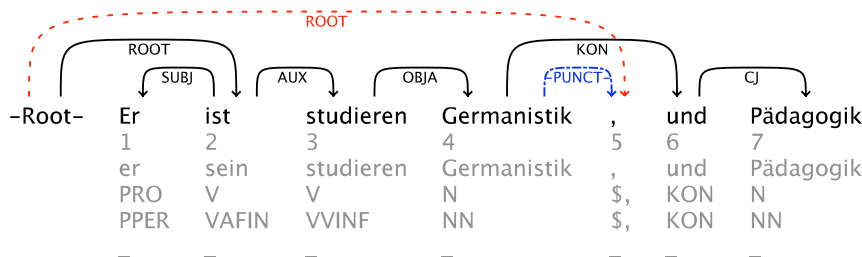 ROOT
ROOT KON
SUBJ AUX OBJA -PUNCT- CJ
-Root- Er ist studieren Germanistik , und Pädagogik
1 2 3 4 5 6 7
er sein studieren Germanistik , und Pädagogik
PRO V V N $, KON N
PPER VAFIN VVINF NN $, KON NN
_ _ _ _ _ _ _